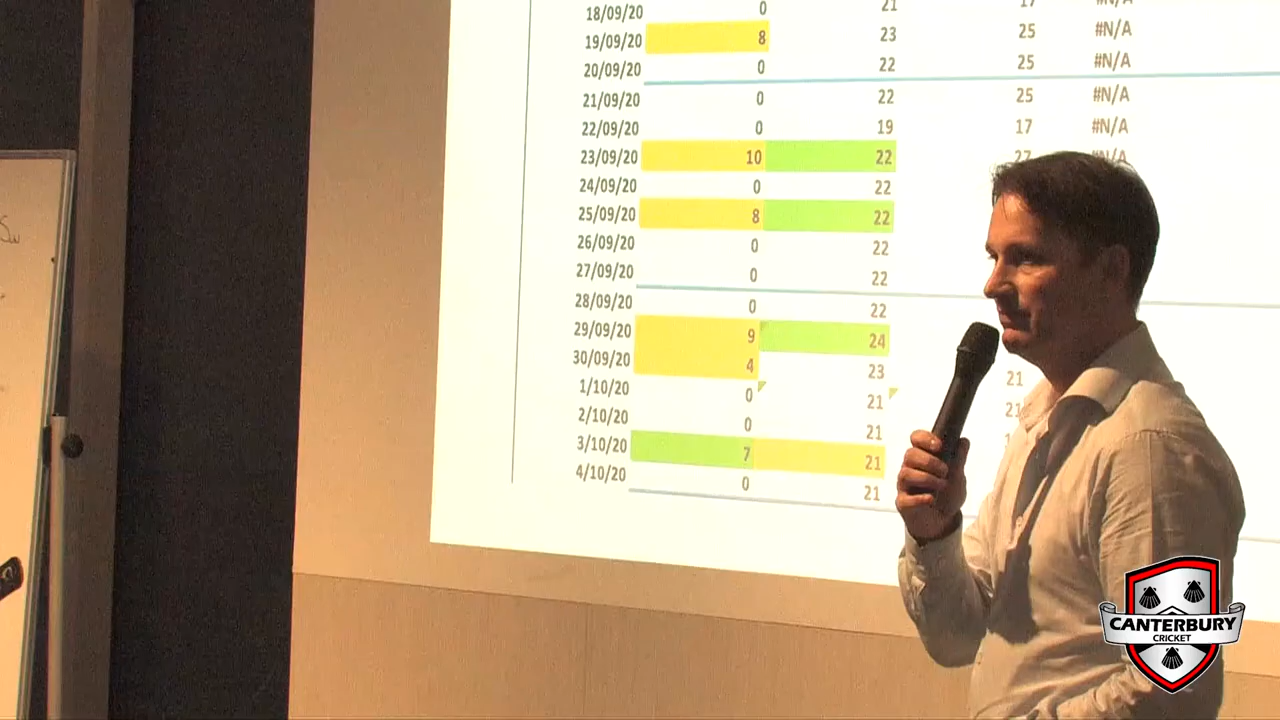 18/09/20 0 21 17 #N/A
19/09/20 8 23 25 #N/A
20/09/20 0 22 25 #N/A
21/09/20 0 22 25 #N/A
22/09/20 0 19 17 #N/A
23/09/20 10 22 #N/A
24/09/20 0 22
25/09/20 8 22
26/09/20 0 22
27/09/20 0 22
28/09/20 0 22
29/09/20 9 24
30/09/20 4 23 21
1/10/20 0 21
2/10/20 0 21
3/10/20 7 21
4/10/20 0 21
CANTERBURY
CRICKET